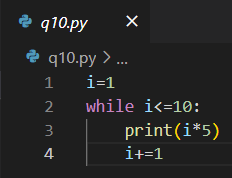 q10.py
q10.py > ...
1 i=1
2 while i<=10:
3     print(i*5)
4     i+=1